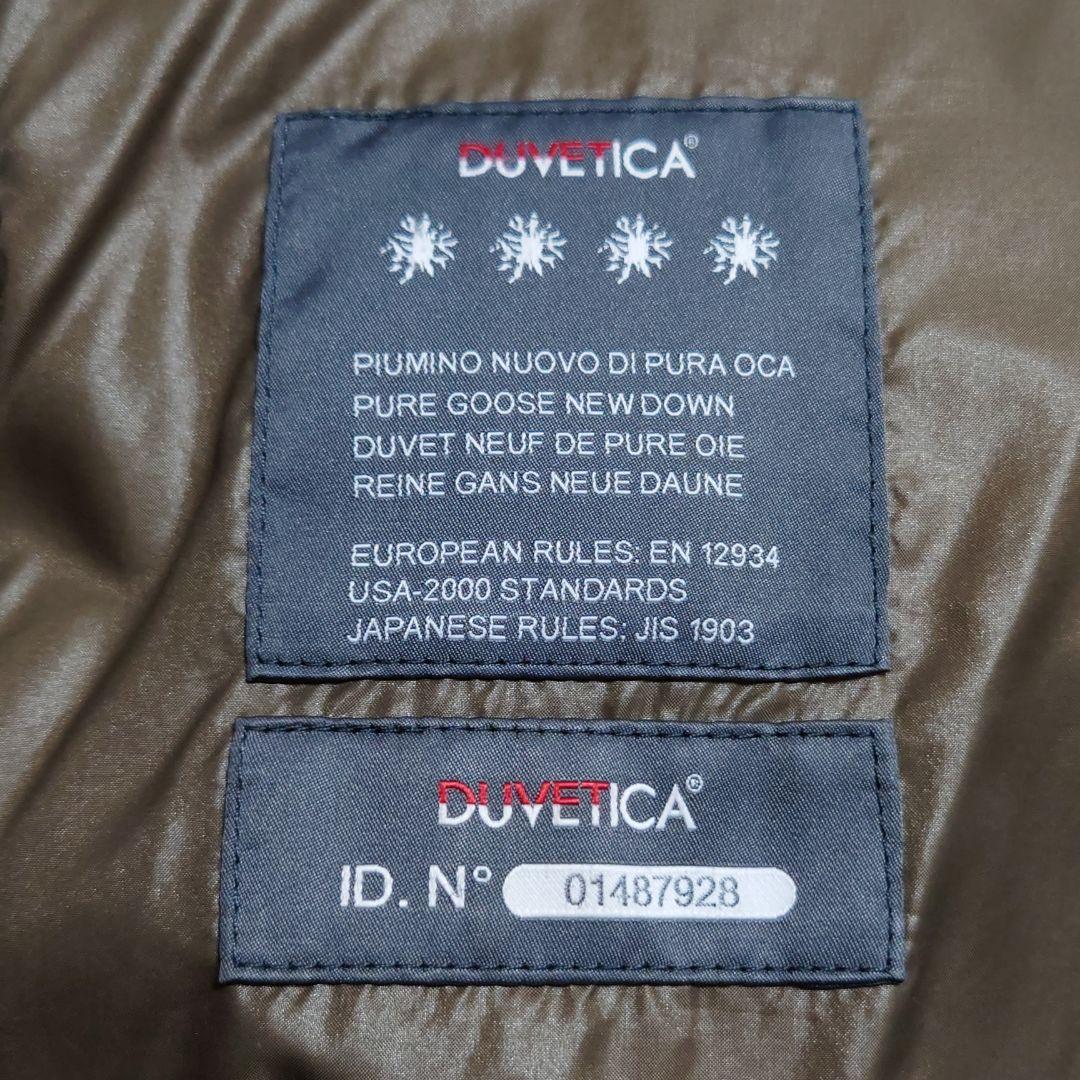 DUVETICA®
PIUMINO NUOVO DI PURA OCA
PURE GOOSE NEW DOWN
DUVET NEUF DE PURE OIE
REINE GANS NEUE DAUNE
EUROPEAN RULES: EN 12934
USA-2000 STANDARDS
JAPANESE RULES: JIS 1903
DUVETICA®
ID. N° 01487928